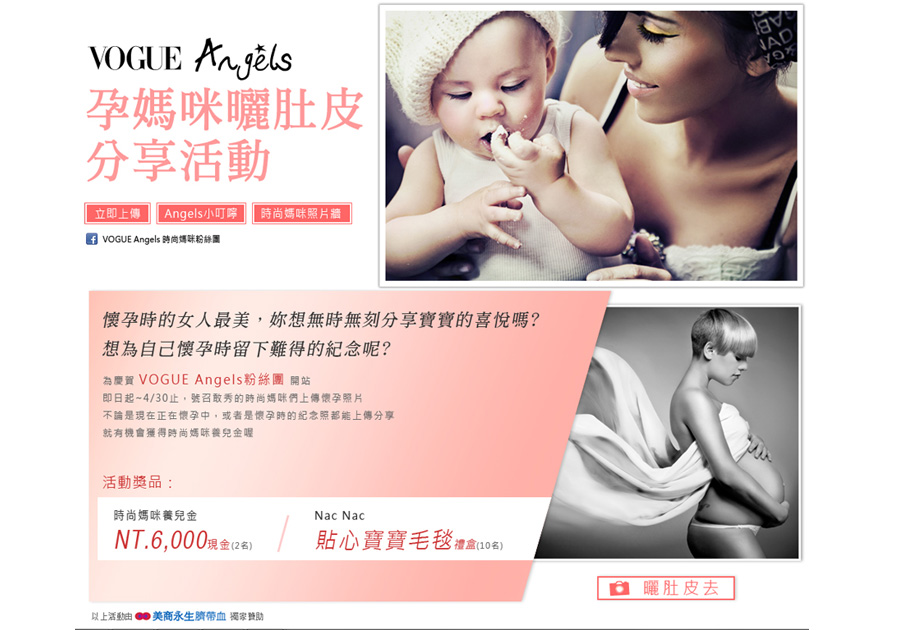 VOGUE Angels
孕媽咪曬肚皮
分享活動
立即上傳 Angels小叮嚀 時尚媽咪照片牆
VOGUE Angels 時尚媽咪粉絲團
懷孕時的女人最美，妳想無時無刻分享寶寶的喜悅嗎?
想為自己懷孕時留下難得的紀念呢?
為慶賀 VOGUE Angels粉絲團 開站
即日起~4/30止，號召敢秀的時尚媽咪們上傳懷孕照片
不論是現在正在懷孕中，或者是懷孕時的紀念照都能上傳分享
就有機會獲得時尚媽咪養兒金喔
活動獎品：
時尚媽咪養兒金
NT.6,000現金(2名)
Nac Nac
貼心寶寶毛毯禮盒(10名)
曬肚皮去
以上活動由 美商永生臍帶血 獨家贊助